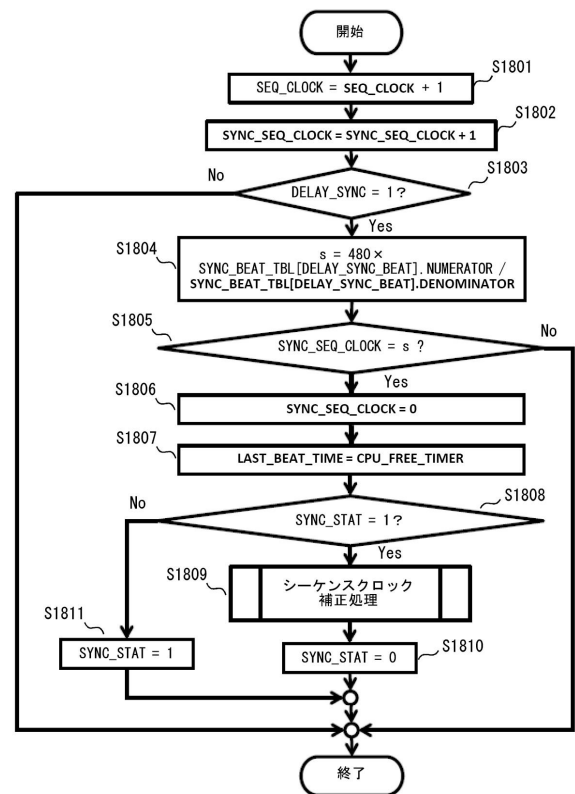 開始
S1801
SEQ_CLOCK = SEQ_CLOCK + 1
S1802
SYNC_SEQ_CLOCK = SYNC_SEQ_CLOCK + 1
S1803
No
DELAY_SYNC = 1?
Yes
S1804
s = 480×
SYNC_BEAT_TBL[DELAY_SYNC_BEAT].NUMERATOR /
SYNC_BEAT_TBL[DELAY_SYNC_BEAT].DENOMINATOR
S1805
No
SYNC_SEQ_CLOCK = s ?
Yes
S1806
SYNC_SEQ_CLOCK = 0
S1807
LAST_BEAT_TIME = CPU_FREE_TIMER
S1808
No
SYNC_STAT = 1?
Yes
S1809
シーケンスクロック
補正処理
S1811
SYNC_STAT = 1
SYNC_STAT = 0
S1810
終了